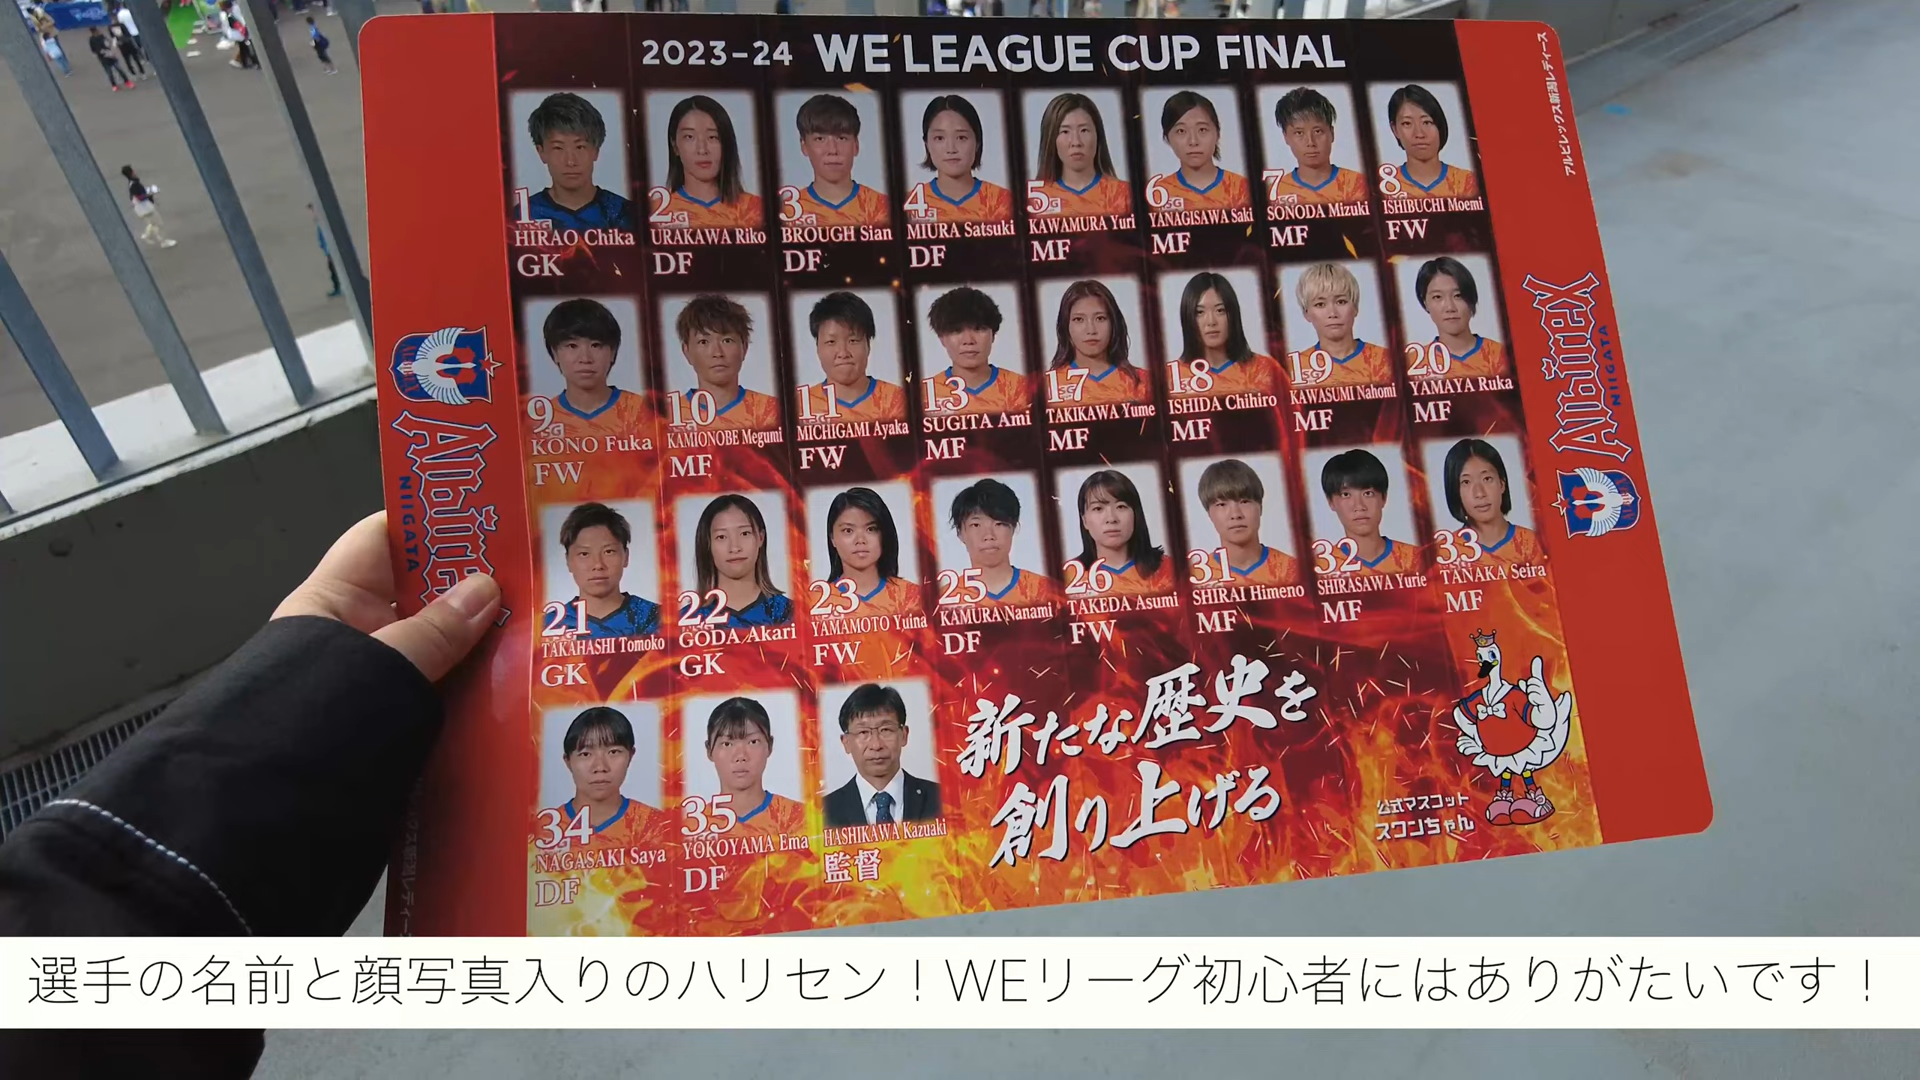 2023-24 WE LEAGUE CUP FINAL
1 HIRAO Chika GK
2 URAKAWA Riko DF
3 BROUGH Sian DF
4 MIURA Satsuki DF
5 KAWAMURA Yuri MF
6 YANAGISAWA Saki MF
7 SONODA Mizuki MF
8 ISHIBUCHI Moemi FW
9 KONO Fuka FW
10 KAMIONOBE Megumi MF
11 MICHIGAMI Ayaka FW
13 SUGITA Ami MF
17 TAKIKAWA Yume MF
18 ISHIDA Chihiro MF
19 KAWASUMI Nahomi MF
20 YAMAYA Ruka MF
21 TAKAHASHI Tomoko GK
22 GODA Akari GK
23 YAMAMOTO Yuina FW
25 KAMURA Nanami DF
26 TAKEDA Asumi FW
31 SHIRAI Himeno MF
32 SHIRASAWA Yurie MF
33 TANAKA Seira MF
34 NAGASAKI Saya DF
35 YOKOYAMA Ema DF
HASHIKAWA Kazuaki 監督
新たな歴史を
創り上げる
公式マスコット
スワンちゃん
アルビレックス新潟レディース
Albirex
NIIGATA
NIIGATA
選手の名前と顔写真入りのハリセン！WEリーグ初心者にはありがたいです！